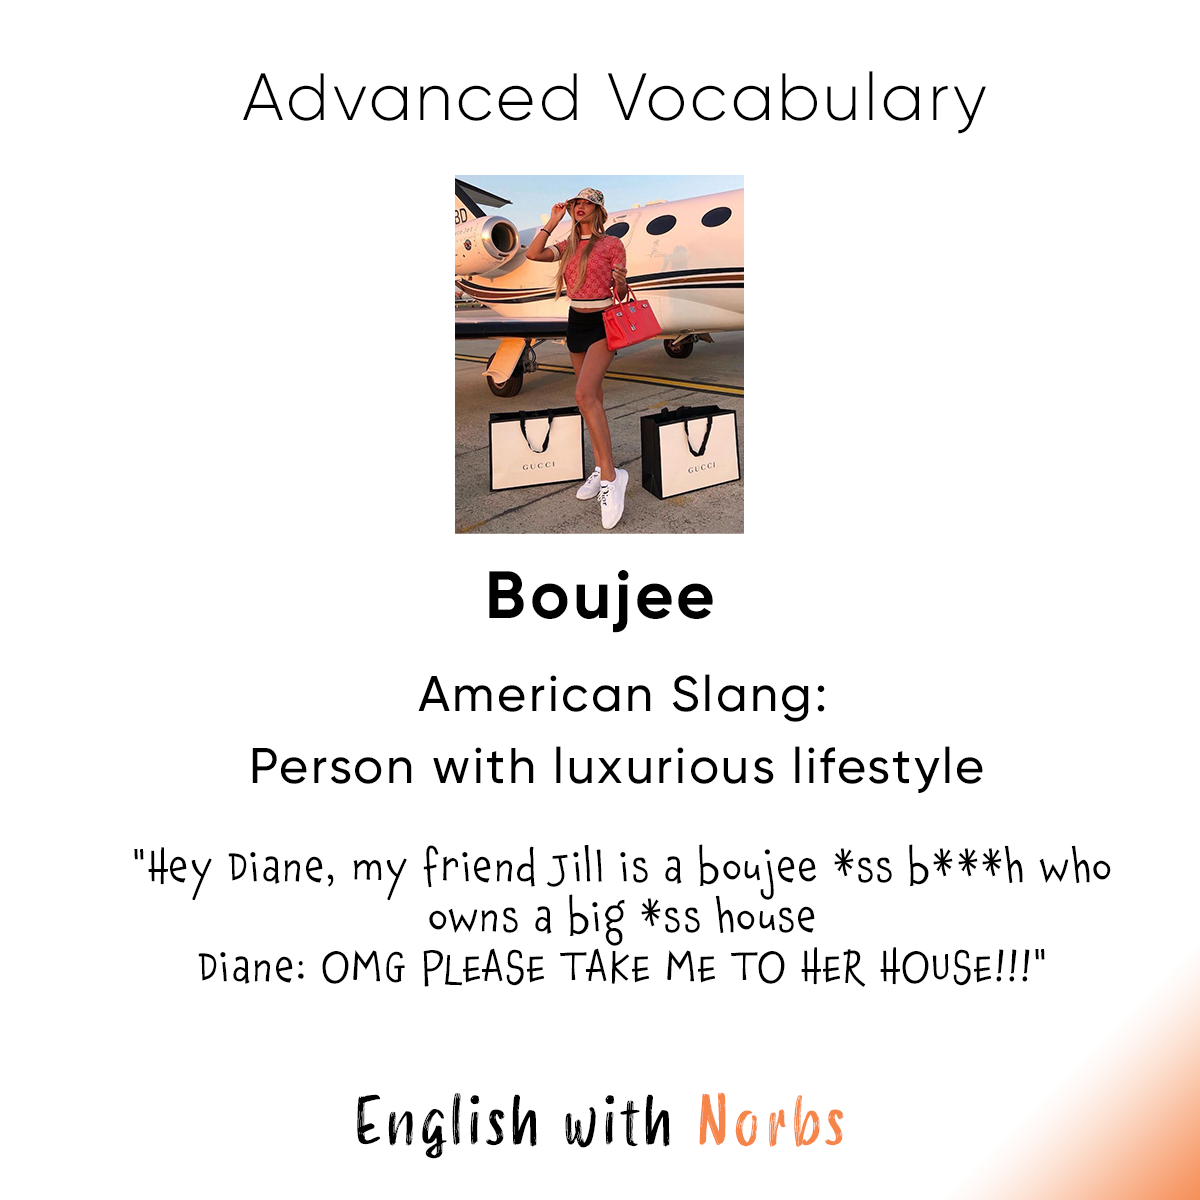 Advanced Vocabulary
BD
GUCCI
GUCCI
Boujee
American Slang:
Person with luxurious lifestyle
"Hey Diane, my friend Jill is a boujee *ss b***h who
owns a big *ss house
Diane: OMG PLEASE TAKE ME TO HER HOUSE!!!"
English with Norbs